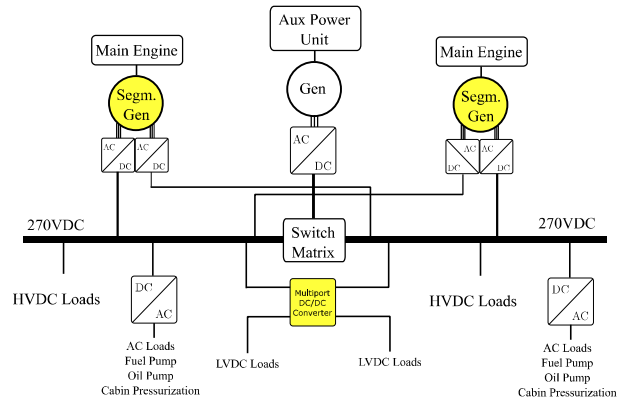 Aux Power
Unit
Main Engine
Main Engine
Segm.
Gen
Gen
Segm.
Gen
AC
DC
AC
DC
AC
DC
AC
DC
AC
DC
270VDC
Switch
Matrix
270VDC
HVDC Loads
DC
AC
Multiport
DC/DC
Converter
HVDC Loads
DC
AC
AC Loads
Fuel Pump
Oil Pump
Cabin Pressurization
LVDC Loads
LVDC Loads
AC Loads
Fuel Pump
Oil Pump
Cabin Pressurization